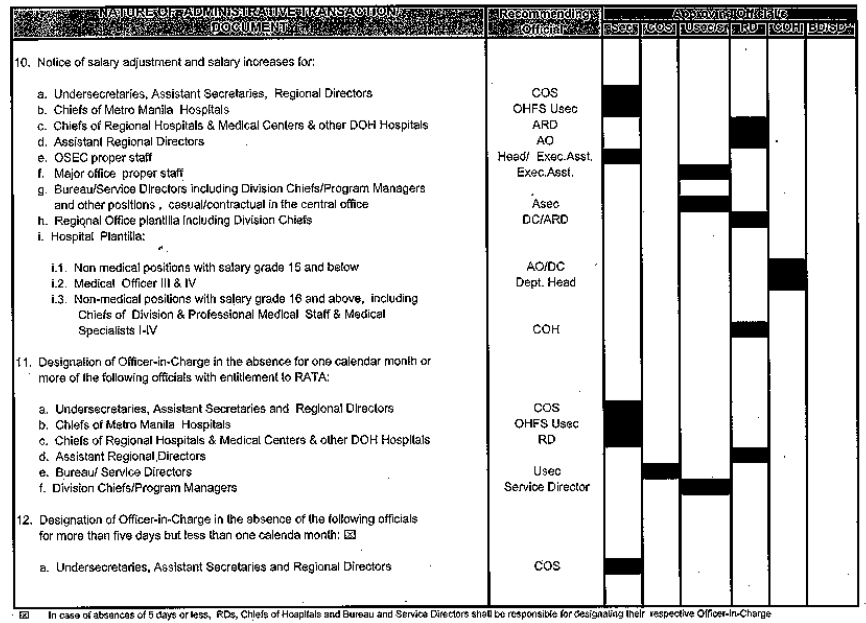 NATURE OF ADMINISTRATIVE TRANSACTION DOCUMENT Recommending Official Approving Official/s
Sec COS Usec/s RD COH BD/SD
10. Notice of salary adjustment and salary increases for:
a. Undersecretaries, Assistant Secretaries, Regional Directors COS
b. Chiefs of Metro Manila Hospitals OHFS Usec
c. Chiefs of Regional Hospitals & Medical Centers & other DOH Hospitals ARD
d. Assistant Regional Directors AO
e. OSEC proper staff Head/ Exec.Asst.
f. Major office proper staff Exec.Asst.
g. Bureau/Service Directors including Division Chiefs/Program Managers
and other positions , casual/contractual in the central office Asec
h. Regional Office plantilla including Division Chiefs DC/ARD
i. Hospital Plantilla:
i.1. Non medical positions with salary grade 15 and below AO/DC
i.2. Medical Officer III & IV Dept. Head
i.3. Non-medical positions with salary grade 16 and above, including
Chiefs of Division & Professional Medical Staff & Medical
Specialists I-IV COH
11. Designation of Officer-in-Charge in the absence for one calendar month or
more of the following officials with entitlement to RATA:
a. Undersecretaries, Assistant Secretaries and Regional Directors COS
b. Chiefs of Metro Manila Hospitals OHFS Usec
c. Chiefs of Regional Hospitals & Medical Centers & other DOH Hospitals RD
d. Assistant Regional Directors
e. Bureau/ Service Directors Usec
f. Division Chiefs/Program Managers Service Director
12. Designation of Officer-in-Charge in the absence of the following officials
for more than five days but less than one calenda month: ☒
a. Undersecretaries, Assistant Secretaries and Regional Directors COS
☒ In case of absences of 5 days or less, RDs, Chiefs of Hospitals and Bureau and Service Directors shall be responsible for designating their respective Officer-in-Charge